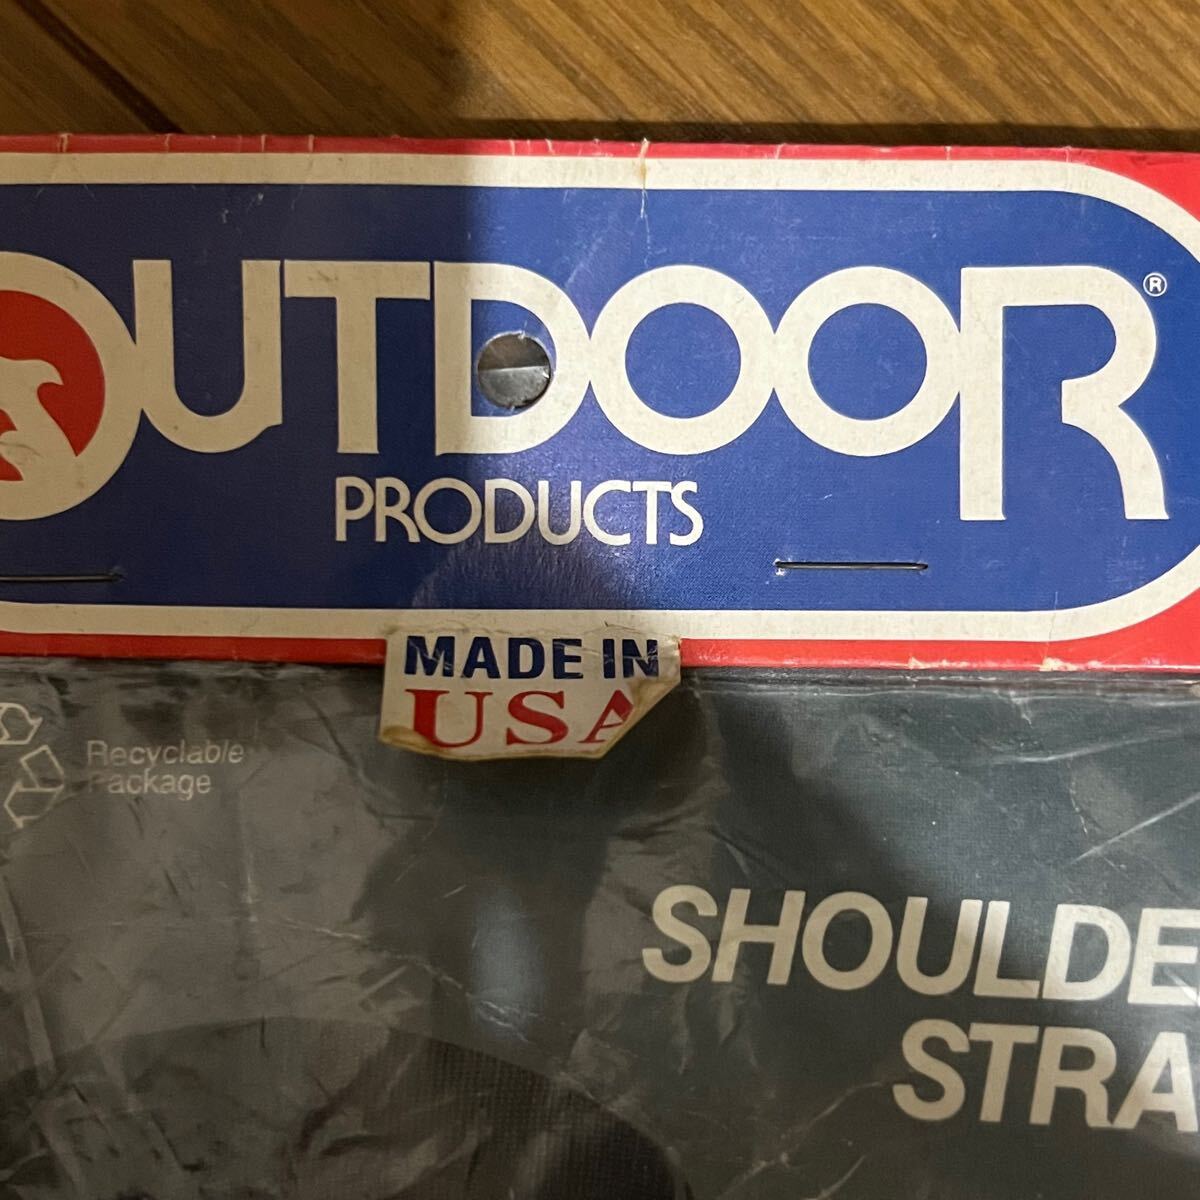 OUTDOOR®
PRODUCTS
MADE IN
USA
Recyclable
Package
SHOULDE
STRA